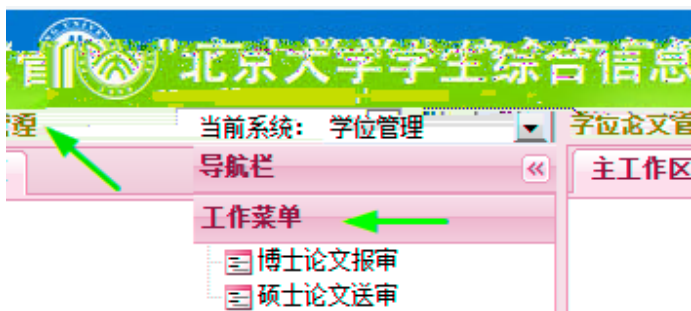 北京大学学生综合信息
理
当前系统： 学位管理
学位论文管
导航栏
主工作区
工作菜单
博士论文报审
硕士论文送审